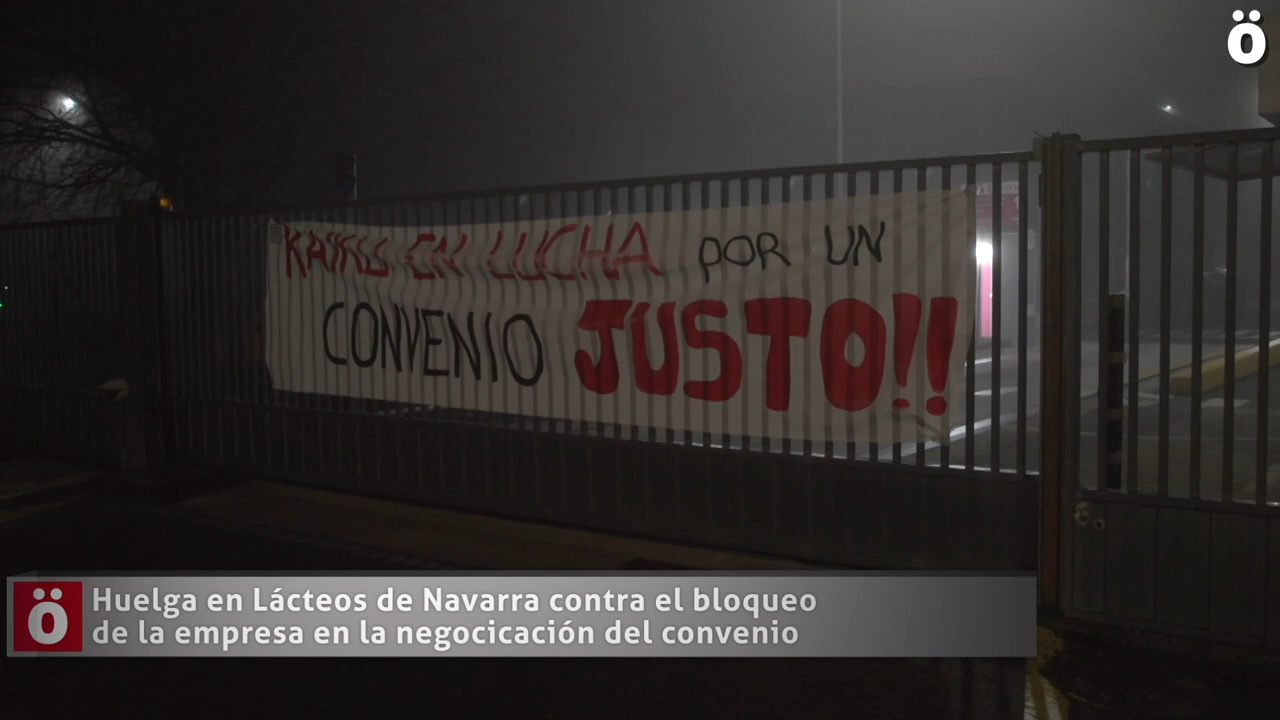 ö
KAIKU EN LUCHA POR UN
CONVENIO JUSTO!!
ö
Huelga en Lácteos de Navarra contra el bloqueo
de la empresa en la negocicación del convenio